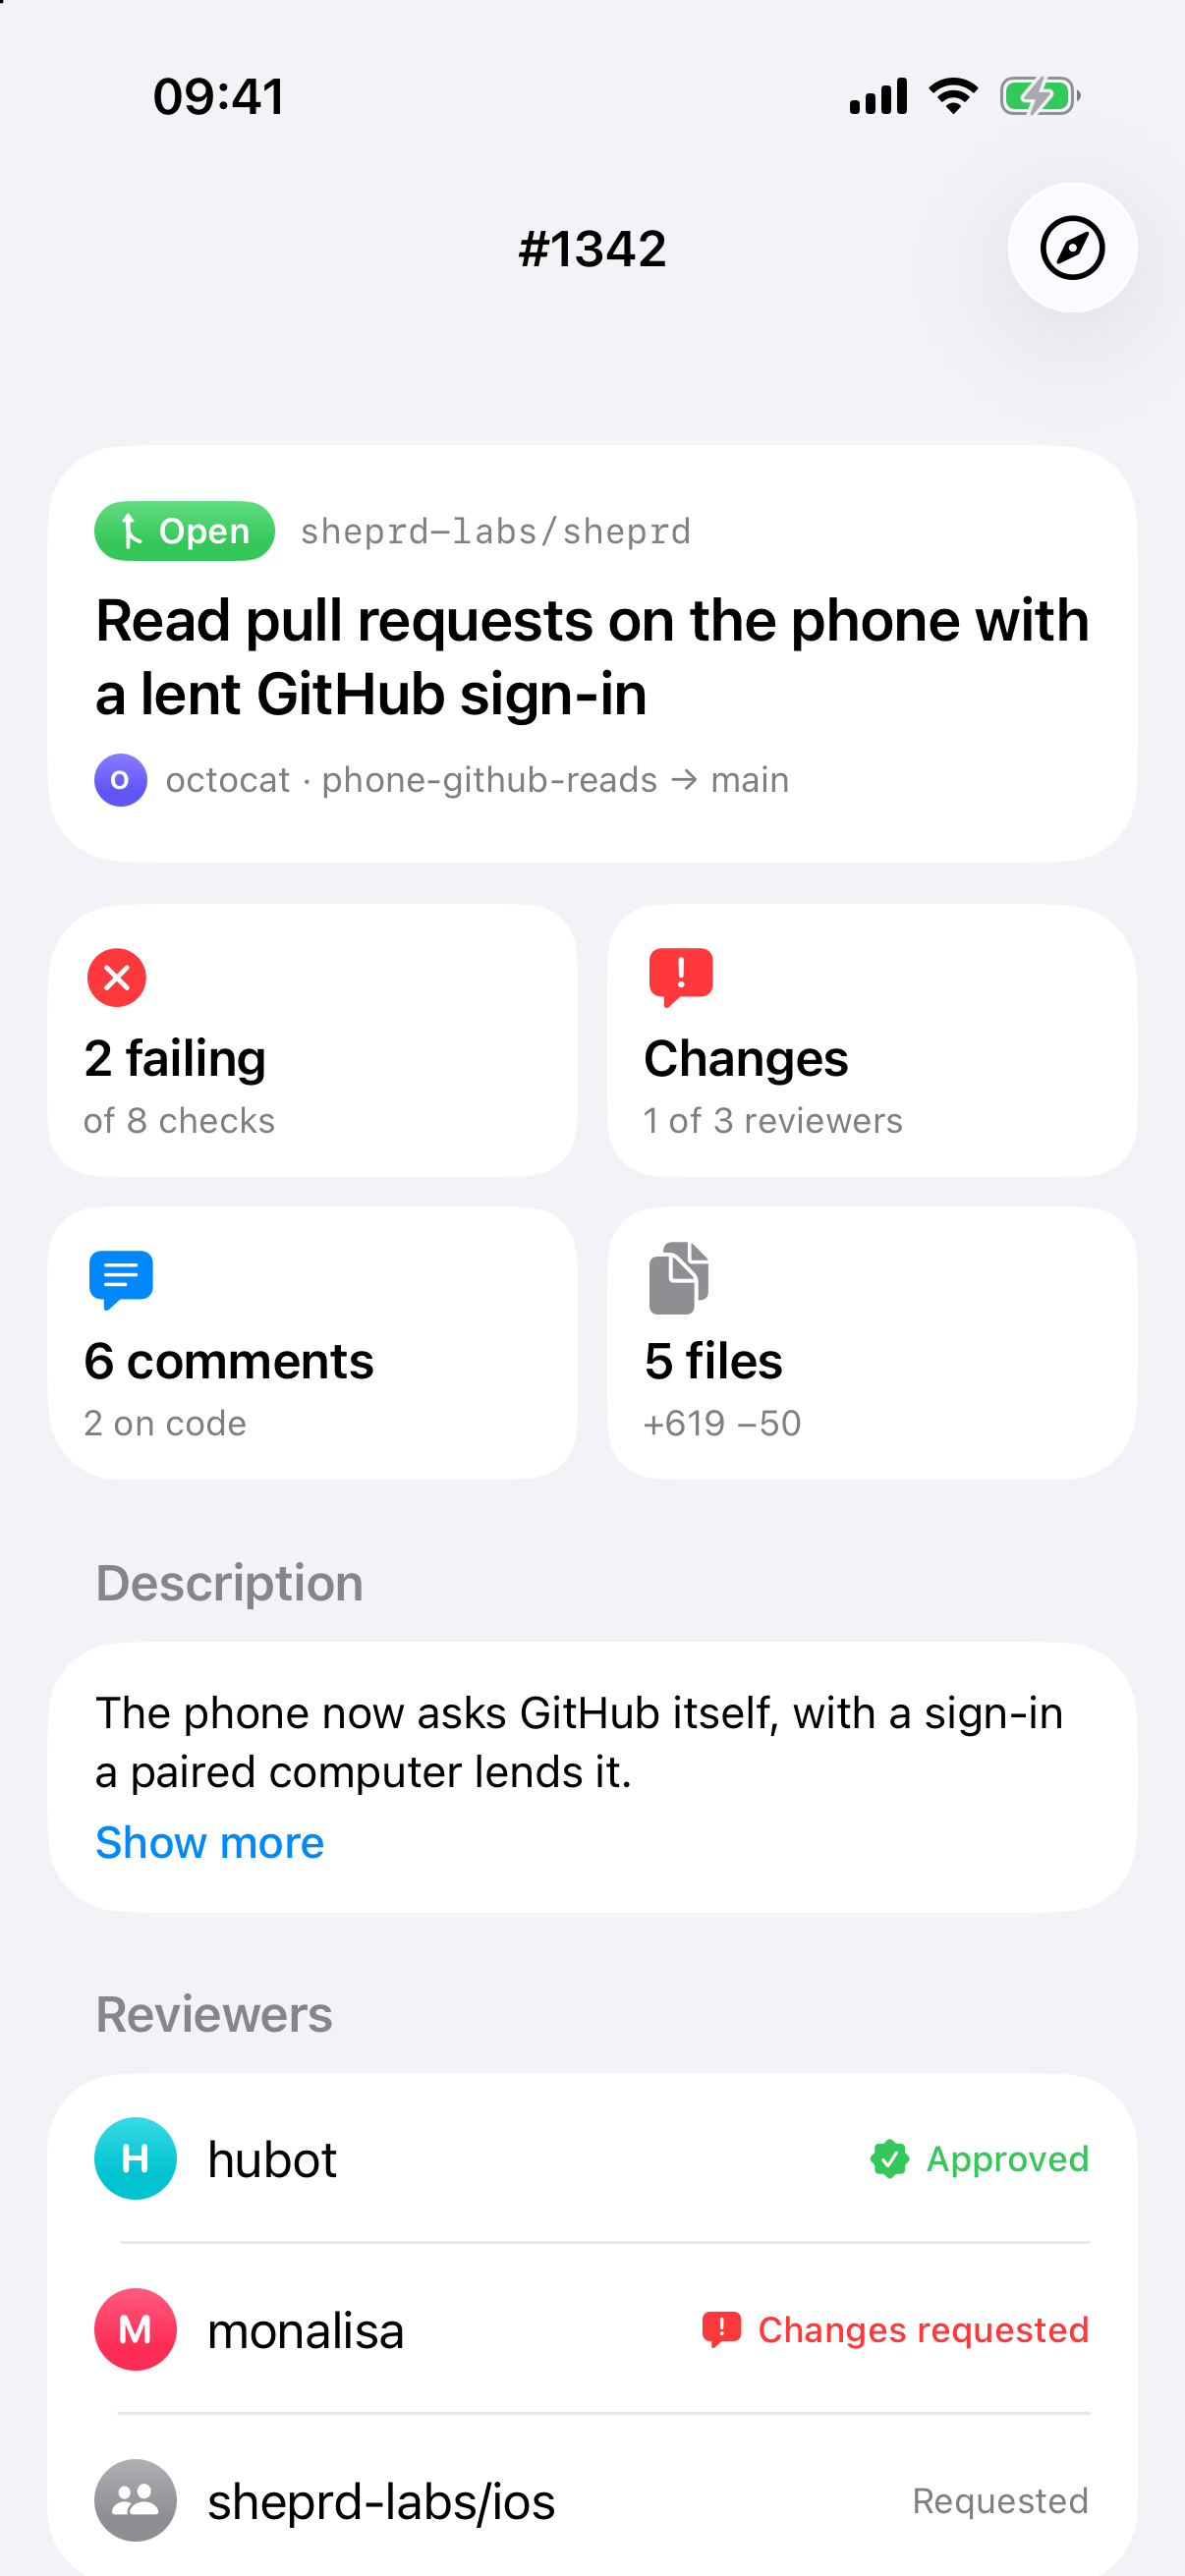 09:41
#1342
Open sheprd-labs/sheprd
Read pull requests on the phone with
a lent GitHub sign-in
O octocat · phone-github-reads → main
2 failing
of 8 checks
Changes
1 of 3 reviewers
6 comments
2 on code
5 files
+619 −50
Description
The phone now asks GitHub itself, with a sign-in
a paired computer lends it.
Show more
Reviewers
H hubot Approved
M monalisa Changes requested
sheprd-labs/ios Requested